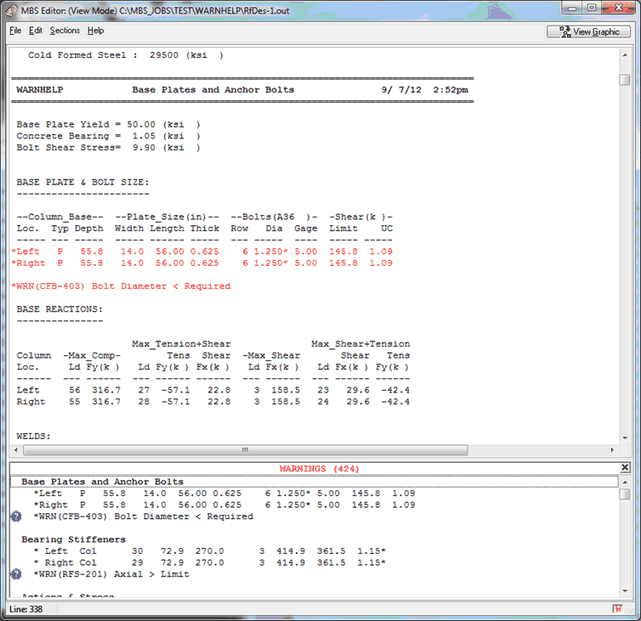 MBS Editor: (View Mode) C:\MBS_JOBS\TEST\WARNHELP\RfDes-1.out
File Edit Sections Help View Graphic
Cold Formed Steel : 29500 (ksi )
WARNHELP Base Plates and Anchor Bolts 9/ 7/12 2:52pm
Base Plate Yield = 50.00 (ksi )
Concrete Bearing = 1.05 (ksi )
Bolt Shear Stress= 9.90 (ksi )
BASE PLATE & BOLT SIZE:
-----------------------
--Column_Base-- --Plate_Size(in)-- --Bolts(A36 )- -Shear(k )-
Loc. Typ Depth Width Length Thick Row Dia Gage Limit UC
----- --- ----- ----- ------ ----- --- ----- ---- ----- ----
*Left P 55.8 14.0 56.00 0.625 6 1.250* 5.00 145.8 1.09
*Right P 55.8 14.0 56.00 0.625 6 1.250* 5.00 145.8 1.09
*WRN(CFB-403) Bolt Diameter < Required
BASE REACTIONS:
---------------
Max_Tension+Shear Max_Shear+Tension
Column -Max_Comp- Tens Shear -Max_Shear Shear Tens
Loc. Ld Fy(k ) Ld Fy(k ) Fx(k ) Ld Fx(k ) Ld Fx(k ) Fy(k )
------ --- ------ --- ------ ------ --- ------ --- ------ ------
Left 56 316.7 27 -57.1 22.8 3 158.5 23 29.6 -42.4
Right 55 316.7 28 -57.1 22.8 3 158.5 24 29.6 -42.4
WELDS:
WARNINGS (424)
Base Plates and Anchor Bolts
*Left P 55.8 14.0 56.00 0.625 6 1.250* 5.00 145.8 1.09
*Right P 55.8 14.0 56.00 0.625 6 1.250* 5.00 145.8 1.09
*WRN(CFB-403) Bolt Diameter < Required
Bearing Stiffeners
* Left Col 30 72.9 270.0 3 414.9 361.5 1.15*
* Right Col 29 72.9 270.0 3 414.9 361.5 1.15*
*WRN(RFS-201) Axial > Limit
Line: 338 W